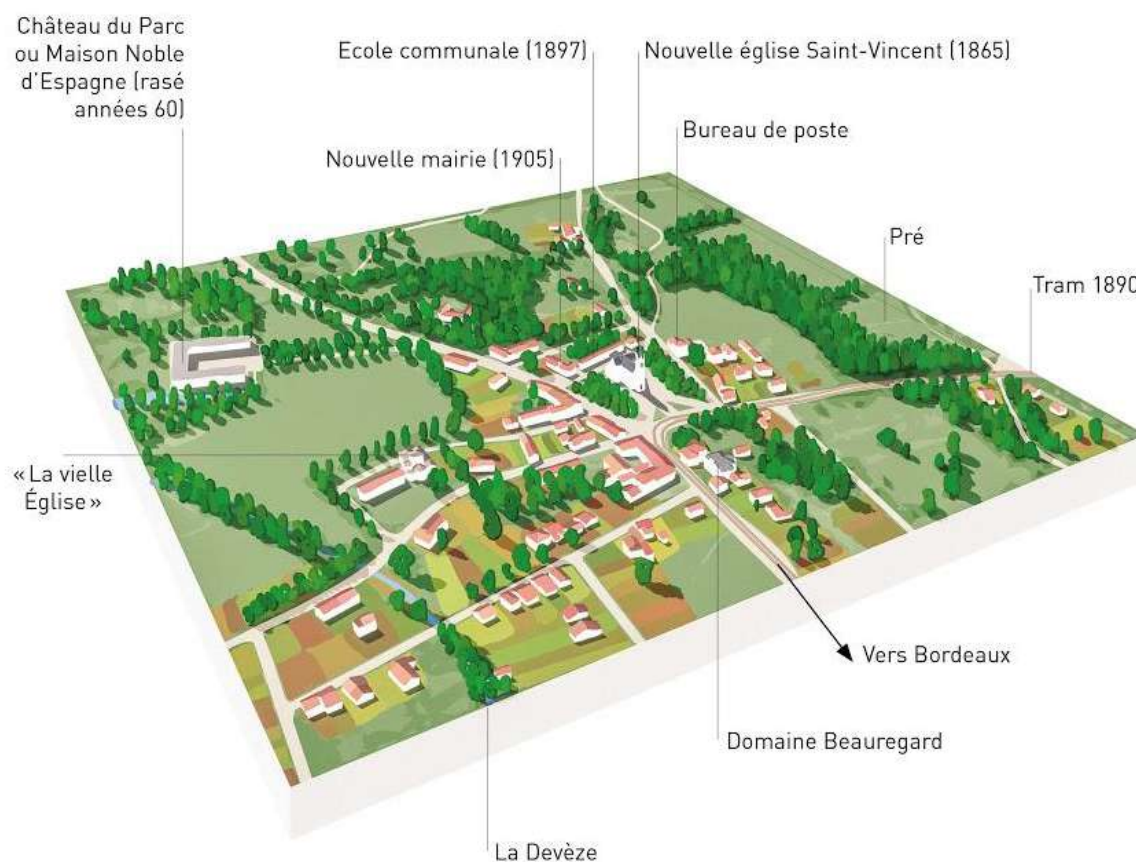 Château du Parc
ou Maison Noble
d'Espagne (rasé
années 60)
Ecole communale (1897)
Nouvelle église Saint-Vincent (1865)
Bureau de poste
Nouvelle mairie (1905)
Pré
Tram 1890
« La vielle
Église »
Vers Bordeaux
Domaine Beauregard
La Devèze